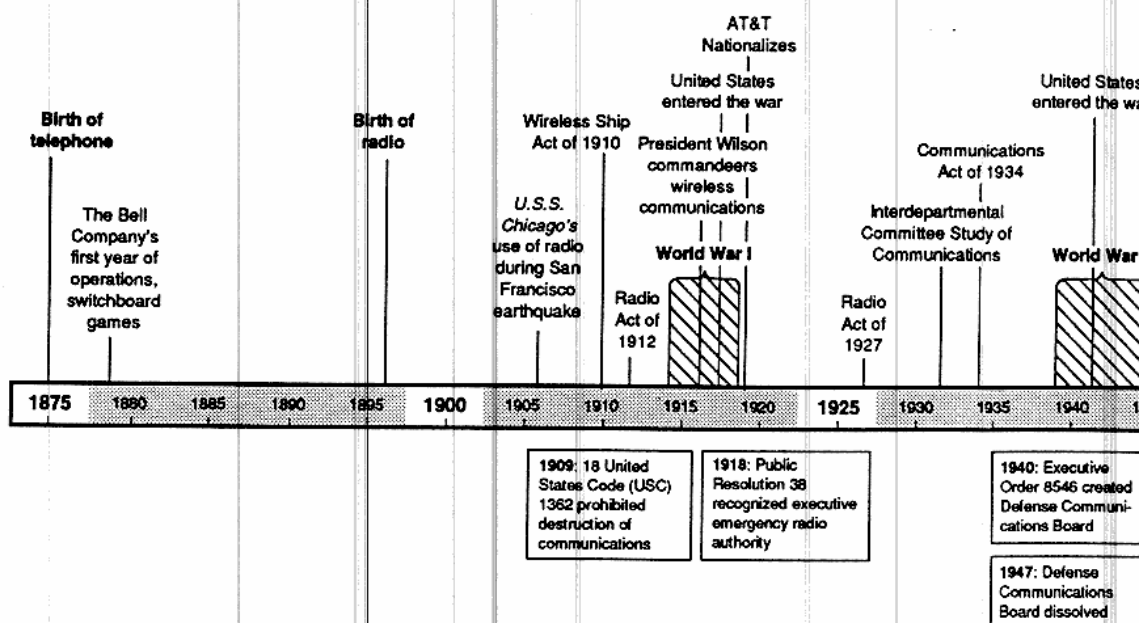 AT&T
Nationalizes
United States
entered the war
President Wilson
commandeers
wireless
communications
World War I
Birth of
telephone
The Bell
Company's
first year of
operations,
switchboard
games
Birth of
radio
Wireless Ship
Act of 1910
U.S.S.
Chicago's
use of radio
during San
Francisco
earthquake
Radio
Act of
1912
Radio
Act of
1927
Communications
Act of 1934
Interdepartmental
Committee Study of
Communications
United States
entered the wa
World War
1875 1880 1885 1890 1895 1900 1905 1910 1915 1920 1925 1930 1935 1940
1909: 18 United
States Code (USC)
1362 prohibited
destruction of
communications
1918: Public
Resolution 38
recognized executive
emergency radio
authority
1940: Executive
Order 8546 created
Defense Communi-
cations Board
1947: Defense
Communications
Board dissolved